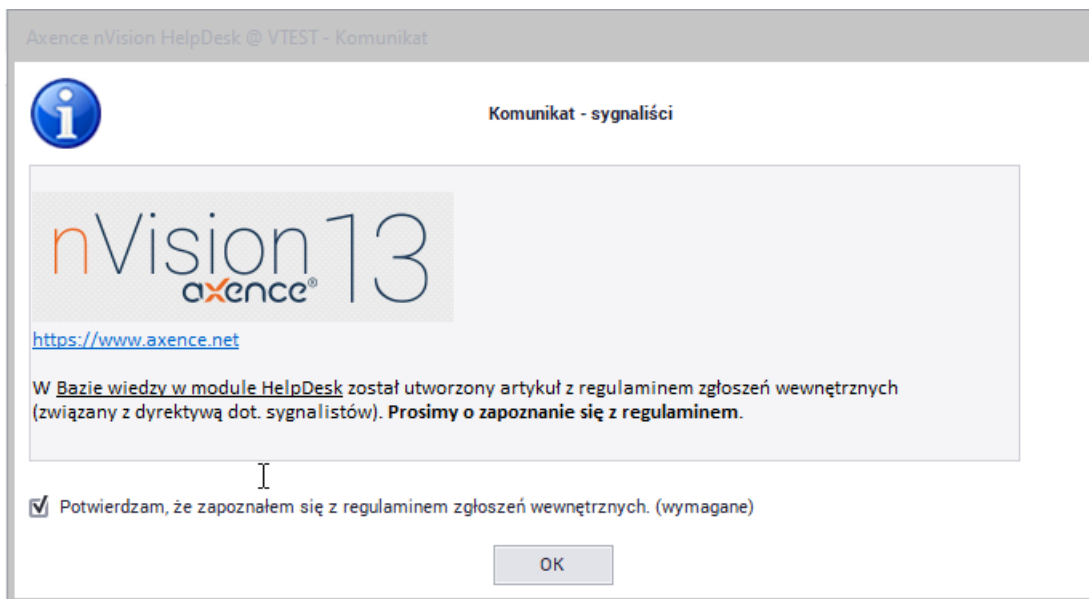 Axence nVision HelpDesk @ VTEST - Komunikat
Komunikat - sygnaliści
nVision 13
axence®
https://www.axence.net
W Bazie wiedzy w module HelpDesk został utworzony artykuł z regulaminem zgłoszeń wewnętrznych
(związany z dyrektywą dot. sygnalistów). Prosimy o zapoznanie się z regulaminem.
Potwierdzam, że zapoznałem się z regulaminem zgłoszeń wewnętrznych. (wymagane)
OK